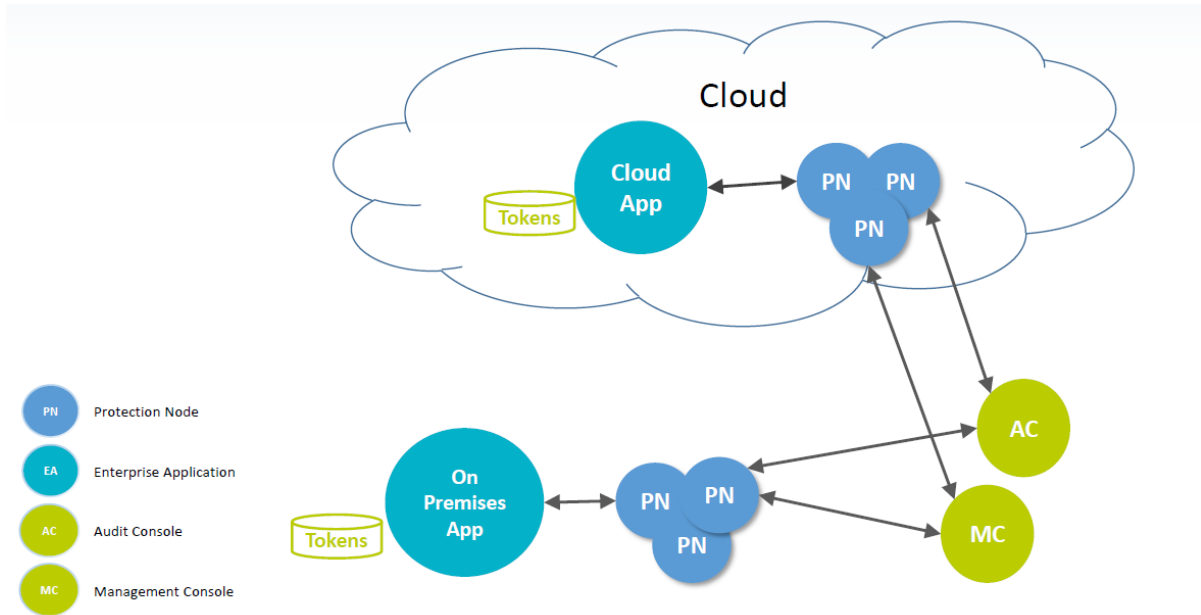 Cloud
Cloud
App
PN
PN
PN
Tokens
AC
MC
On
Premises
App
PN
PN
PN
Tokens
PN Protection Node
EA Enterprise Application
AC Audit Console
MC Management Console